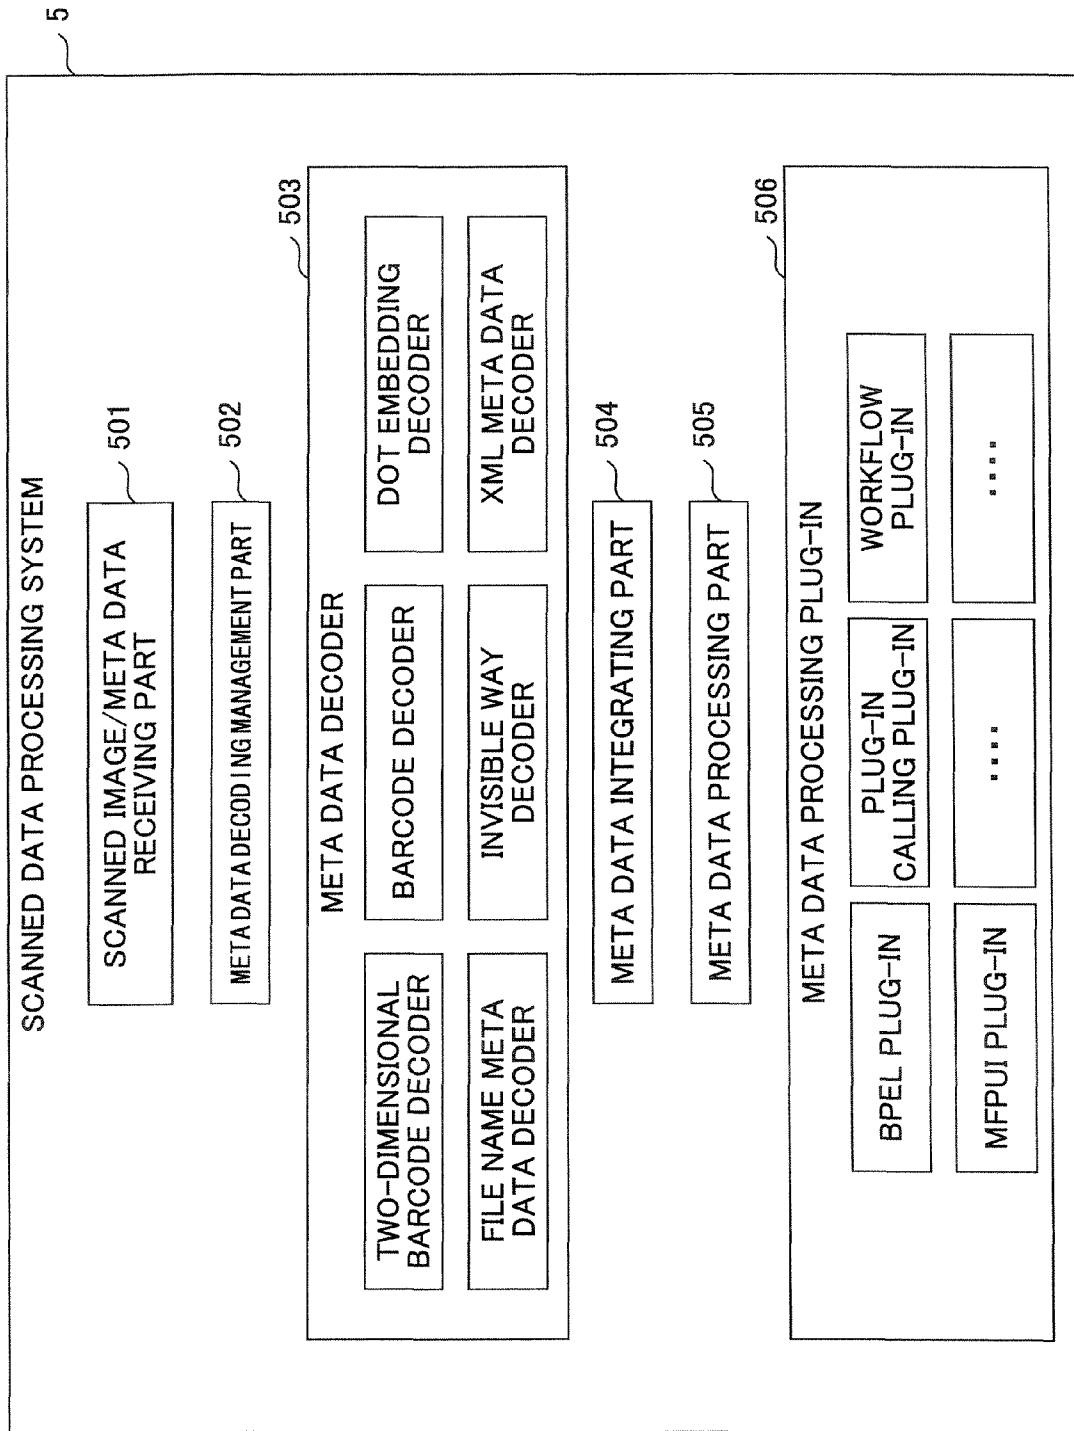 5
SCANNED DATA PROCESSING SYSTEM
SCANNED IMAGE/META DATA
RECEIVING PART
501
META DATA DECODING MANAGEMENT PART
502
503
META DATA DECODER
TWO-DIMENSIONAL
BARCODE DECODER
BARCODE DECODER
DOT EMBEDDING
DECODER
FILE NAME META
DATA DECODER
INVISIBLE WAY
DECODER
XML META DATA
DECODER
META DATA INTEGRATING PART
504
META DATA PROCESSING PART
505
506
META DATA PROCESSING PLUG-IN
BPEL PLUG-IN
PLUG-IN
CALLING PLUG-IN
WORKFLOW
PLUG-IN
MFPUI PLUG-IN
....
....